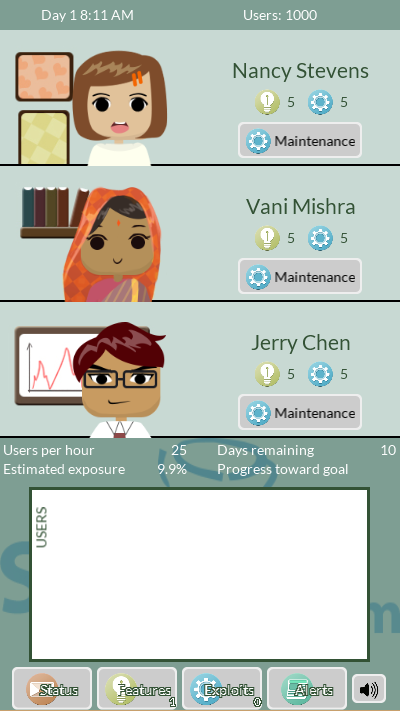 Day 1 8:11 AM Users: 1000
Nancy Stevens
5 5
Maintenance
Vani Mishra
5 5
Maintenance
Jerry Chen
5 5
Maintenance
Users per hour 25 Days remaining 10
Estimated exposure 9.9% Progress toward goal
USERS
S m
Status Features 1 Exploits 0 Alerts